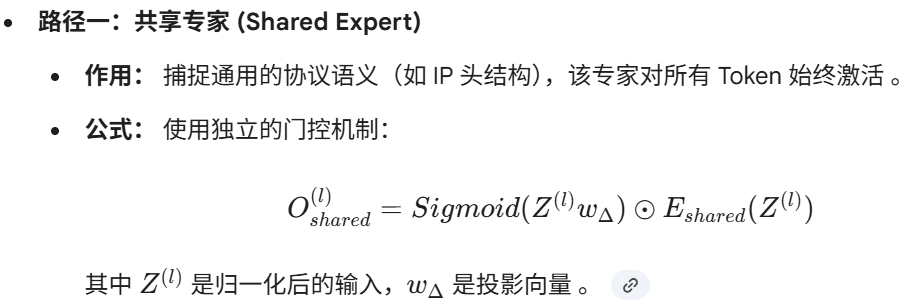 • 路径一：共享专家 (Shared Expert)
• 作用： 捕捉通用的协议语义（如 IP 头结构），该专家对所有 Token 始终激活 。
• 公式： 使用独立的门控机制：
$O_{shared}^{(l)} = Sigmoid(Z^{(l)}w_{\Delta}) \odot E_{shared}(Z^{(l)})$
其中 $Z^{(l)}$ 是归一化后的输入，$w_{\Delta}$ 是投影向量 。